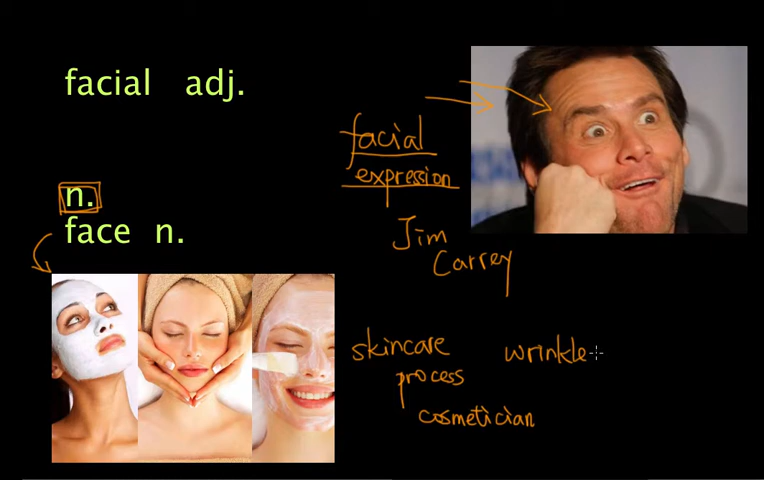 facial adj.
n.
face n.
facial
expression
Jim
Carrey
skincare
process
cosmetician
wrinkle